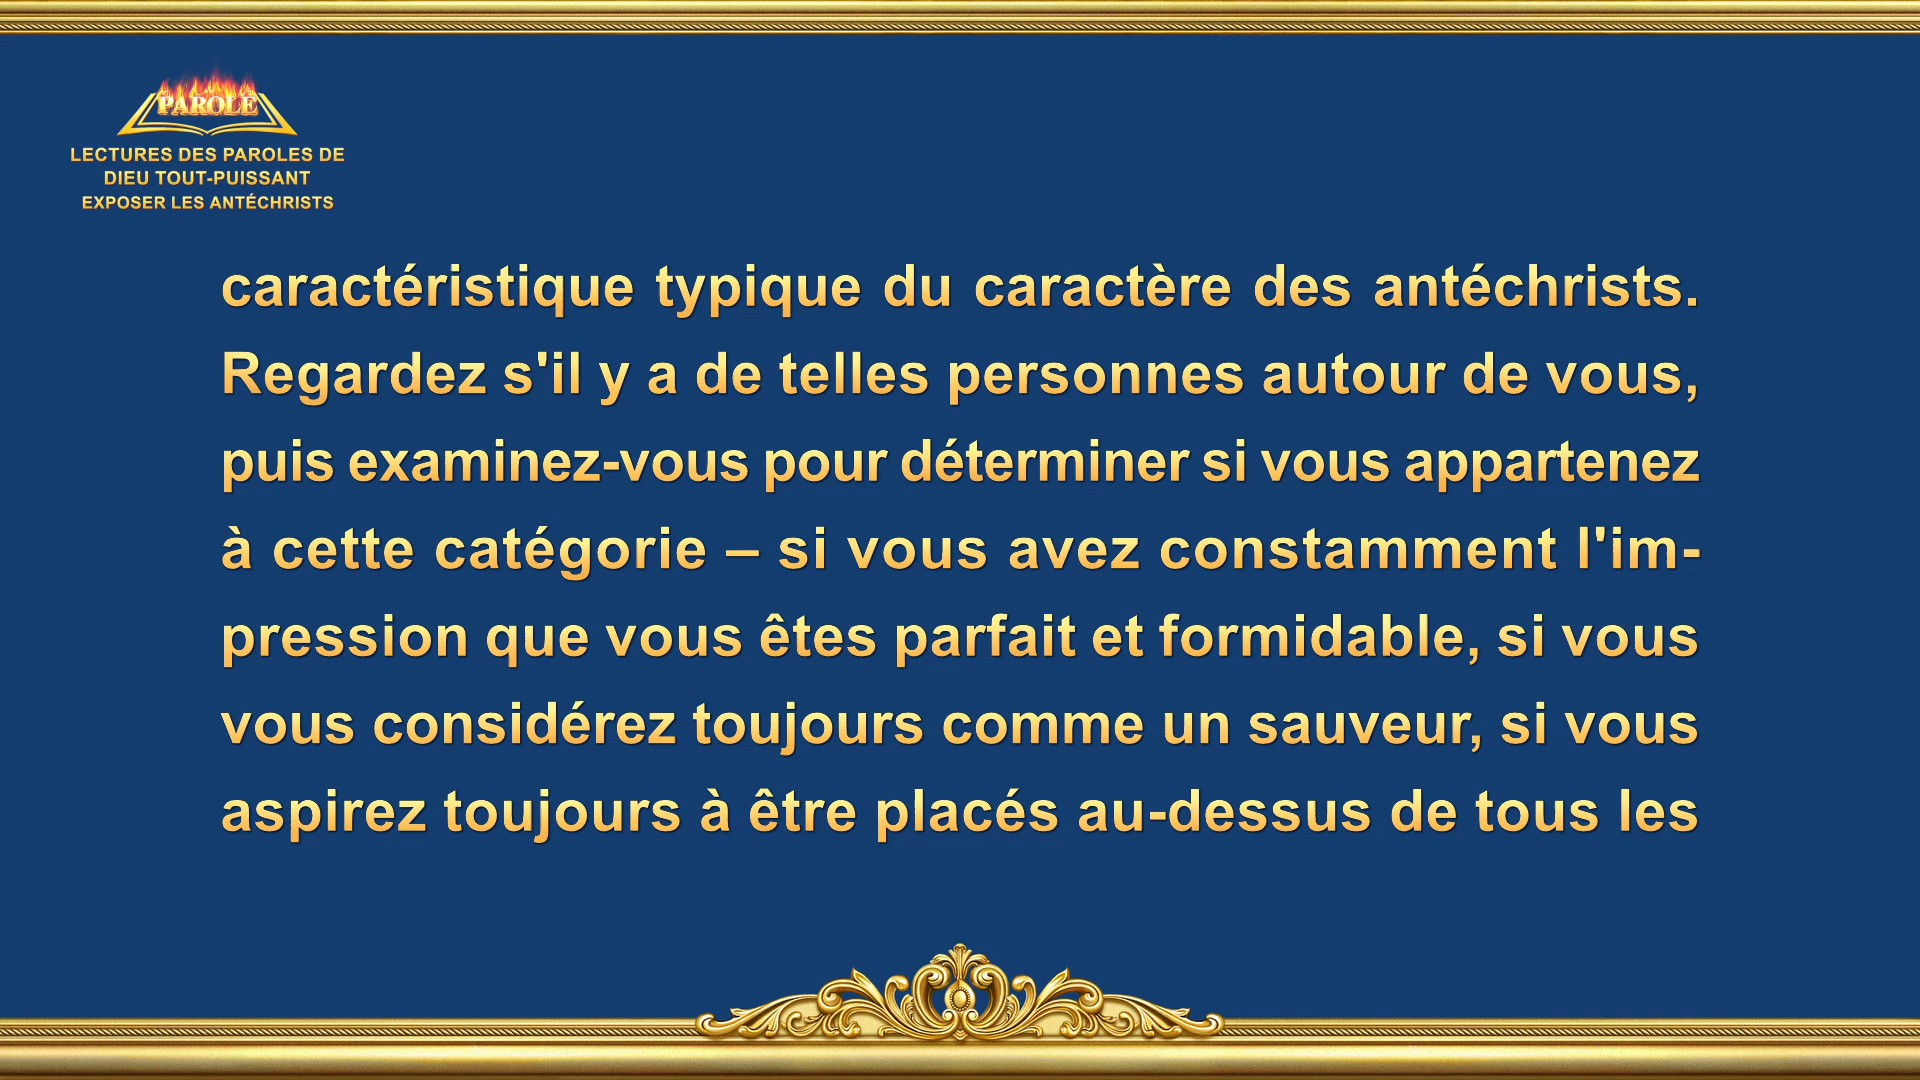 PAROLE
LECTURES DES PAROLES DE
DIEU TOUT-PUISSANT
EXPOSER LES ANTÉCHRISTS
caractéristique typique du caractère des antéchrists.
Regardez s'il y a de telles personnes autour de vous,
puis examinez-vous pour déterminer si vous appartenez
à cette catégorie – si vous avez constamment l'im-
pression que vous êtes parfait et formidable, si vous
vous considérez toujours comme un sauveur, si vous
aspirez toujours à être placés au-dessus de tous les